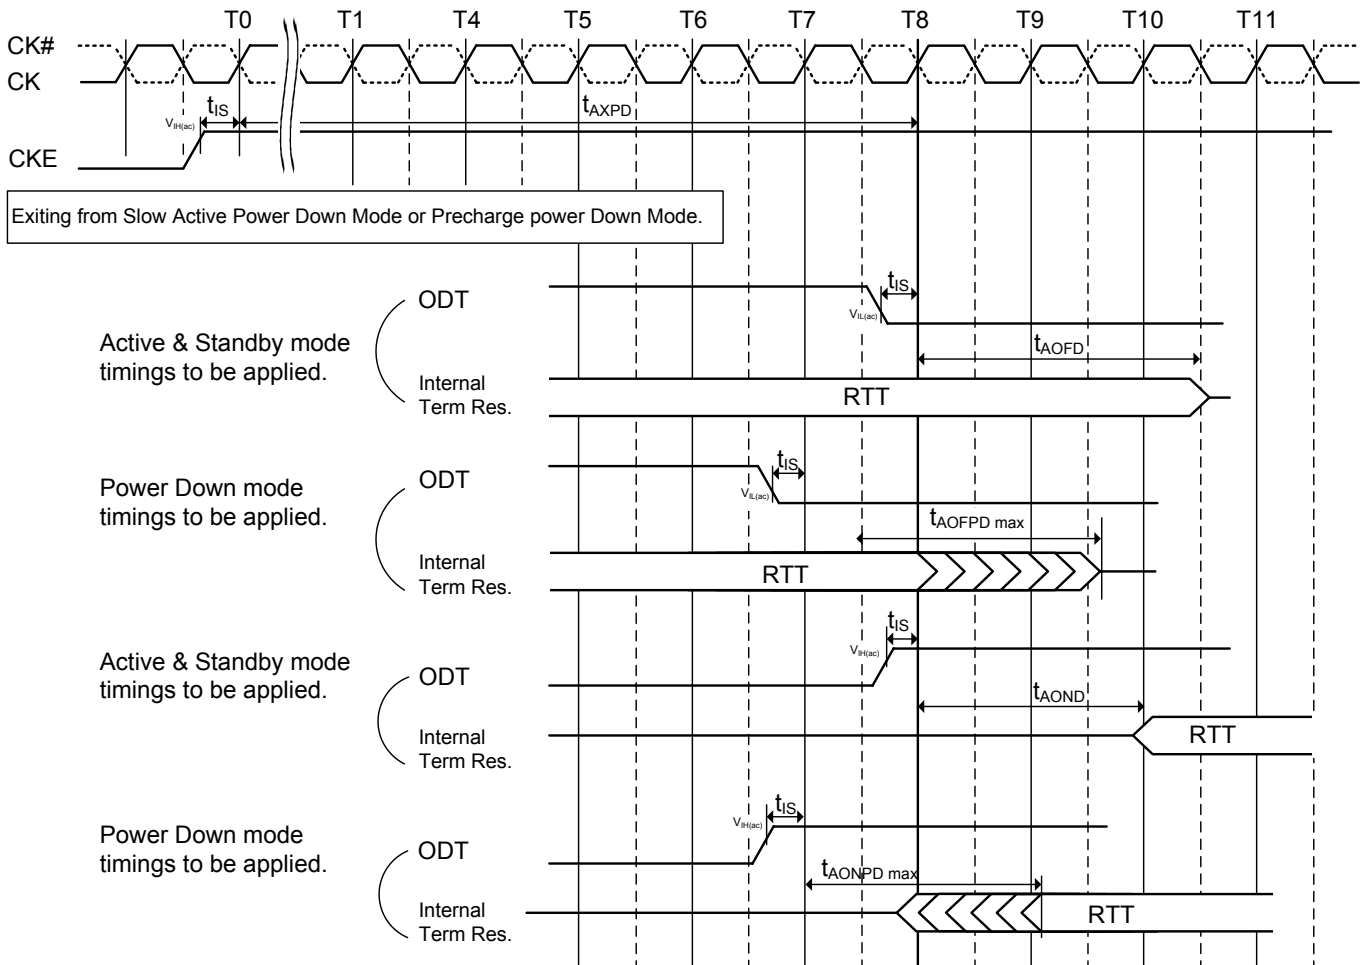 T0 T1 T4 T5 T6 T7 T8 T9 T10 T11
CK#
CK
tIS
tAXPD
VIH(ac)
CKE
Exiting from Slow Active Power Down Mode or Precharge power Down Mode.
ODT
tIS
VIL(ac)
Active & Standby mode
timings to be applied.
tAOFD
Internal
Term Res.
RTT
ODT
tIS
VIL(ac)
Power Down mode
timings to be applied.
tAOFPD max
Internal
Term Res.
RTT
tIS
VIH(ac)
Active & Standby mode
timings to be applied.
ODT
tAOND
Internal
Term Res.
RTT
tIS
VIH(ac)
Power Down mode
timings to be applied.
ODT
tAONPD max
Internal
Term Res.
RTT